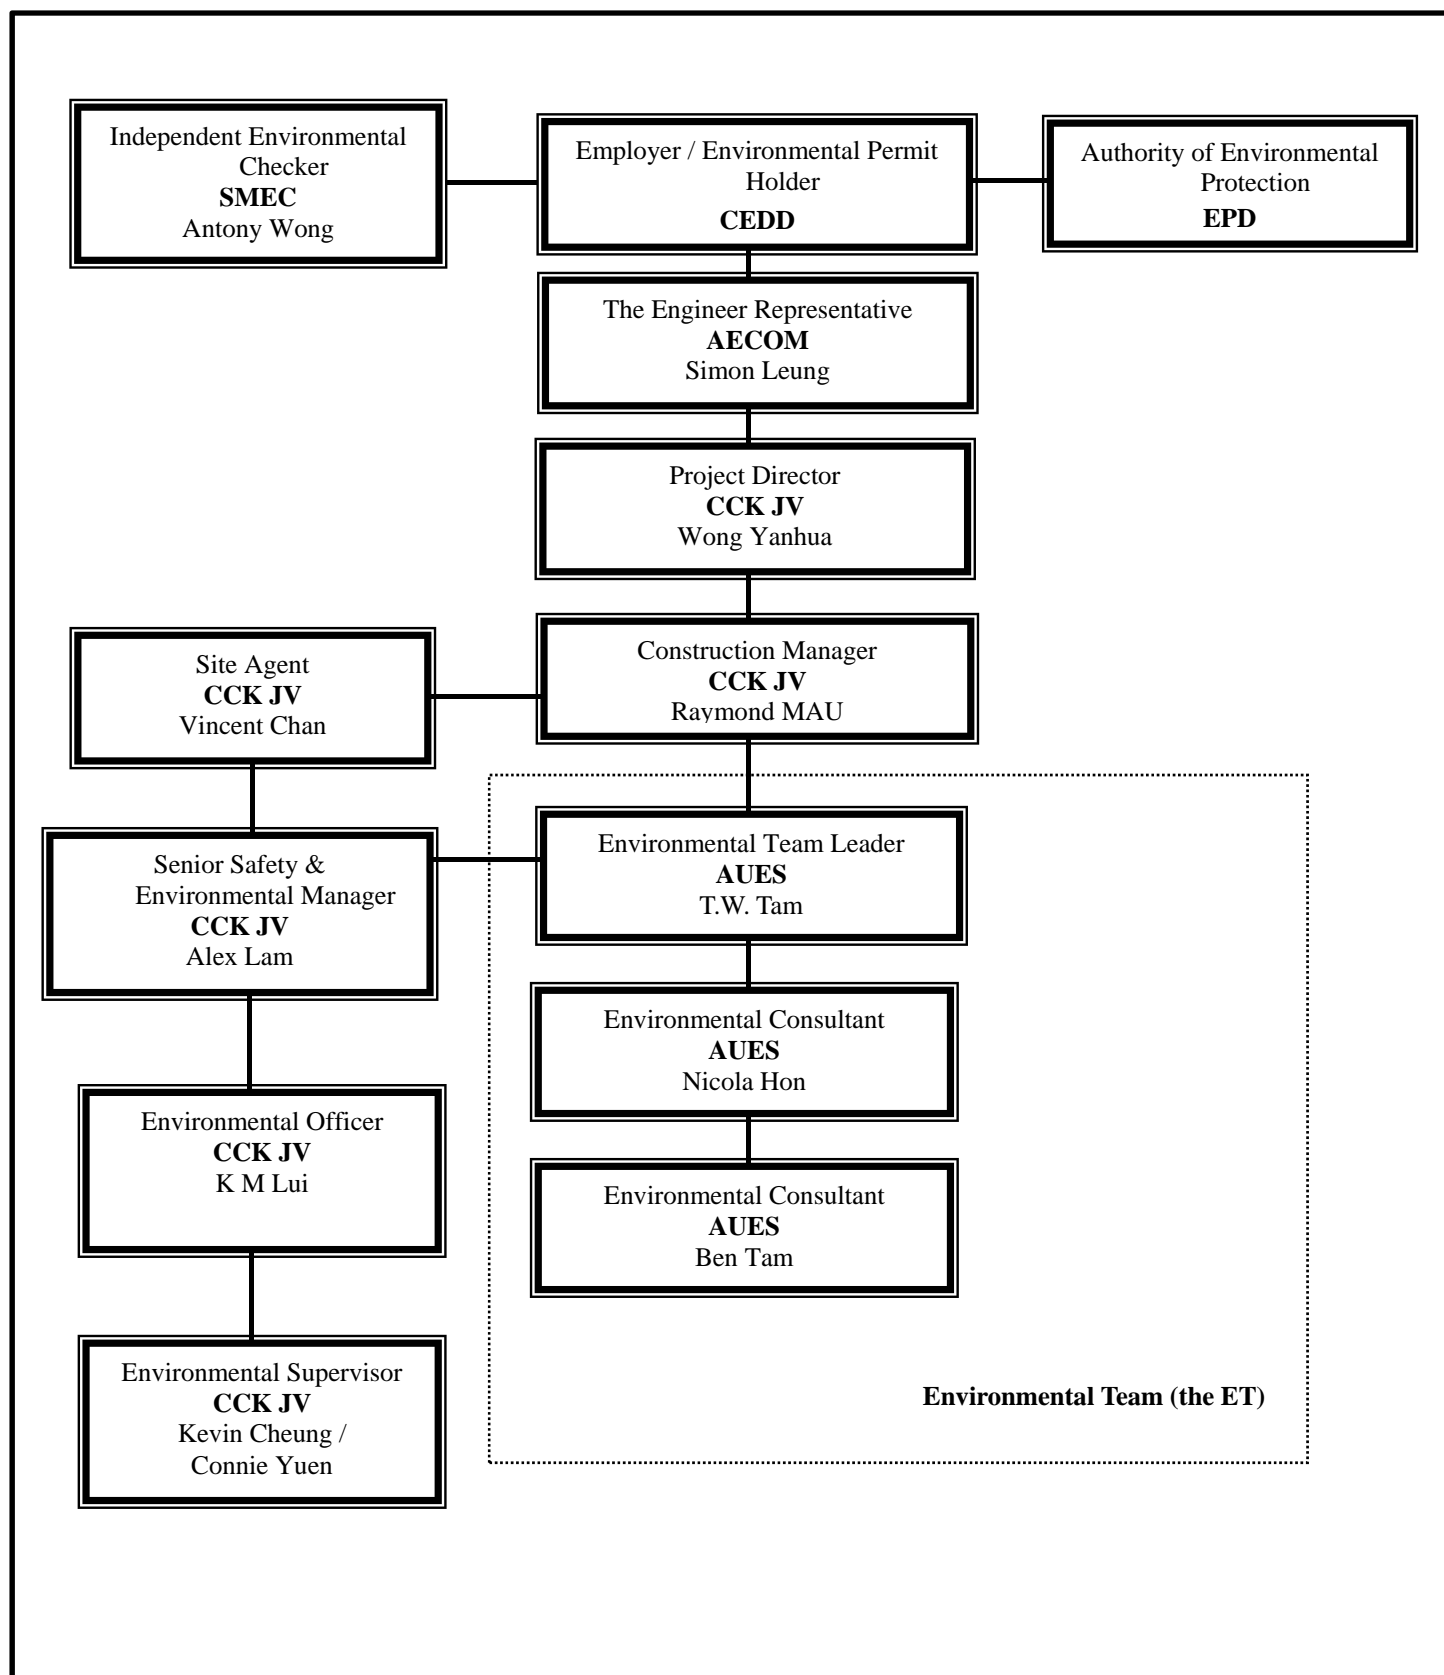 Independent Environmental
Checker
SMEC
Antony Wong
Employer / Environmental Permit
Holder
CEDD
Authority of Environmental
Protection
EPD
The Engineer Representative
AECOM
Simon Leung
Project Director
CCK JV
Wong Yanhua
Site Agent
CCK JV
Vincent Chan
Construction Manager
CCK JV
Raymond MAU
Senior Safety &
Environmental Manager
CCK JV
Alex Lam
Environmental Team Leader
AUES
T.W. Tam
Environmental Consultant
AUES
Nicola Hon
Environmental Officer
CCK JV
K M Lui
Environmental Consultant
AUES
Ben Tam
Environmental Supervisor
CCK JV
Kevin Cheung /
Connie Yuen
Environmental Team (the ET)